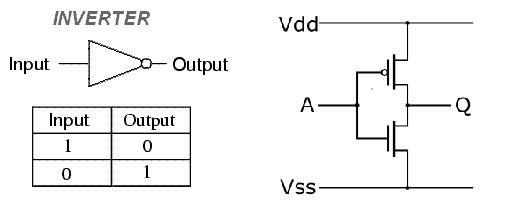 INVERTER
Input
Output
Input Output
1 0
0 1
Vdd
A
Q
Vss